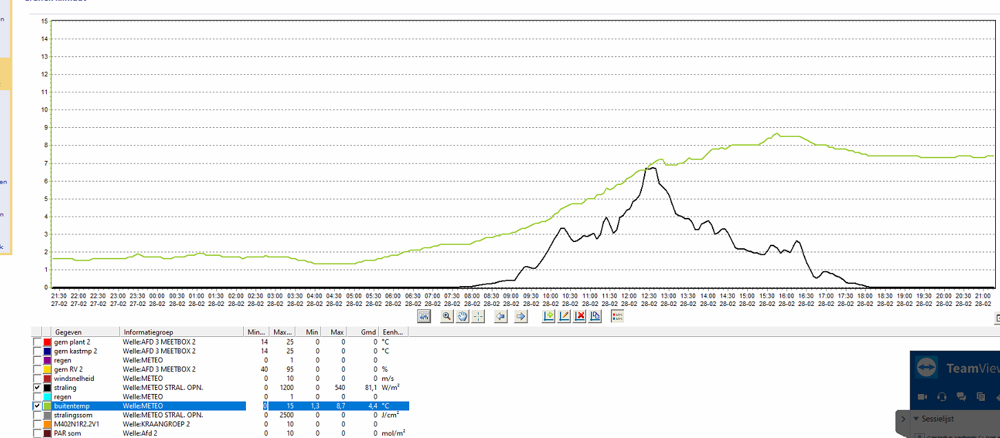 15
14
13
12
11
10
9
8
7
6
5
4
3
2
1
0
21:30 22:00 22:30 23:00 23:30 00:00 00:30 01:00 01:30 02:00 02:30 03:00 03:30 04:00 04:30 05:00 05:30 06:00 06:30 07:00 07:30 08:00 08:30 09:00 09:30 10:00 10:30 11:00 11:30 12:00 12:30 13:00 13:30 14:00 14:30 15:00 15:30 16:00 16:30 17:00 17:30 18:00 18:30 19:00 19:30 20:00 20:30 21:00
27-02 27-02 27-02 27-02 27-02 28-02 28-02 28-02 28-02 28-02 28-02 28-02 28-02 28-02 28-02 28-02 28-02 28-02 28-02 28-02 28-02 28-02 28-02 28-02 28-02 28-02 28-02 28-02 28-02 28-02 28-02 28-02 28-02 28-02 28-02 28-02 28-02 28-02 28-02 28-02 28-02 28-02 28-02 28-02 28-02 28-02 28-02 28-02
Gegeven Informatiegroep Min... Max... Min Max Gmd Eenh...
gem plant 2 Welle:AFD 3 MEETBOX 2 14 25 0 0 0 °C
gem kastmp 2 Welle:AFD 3 MEETBOX 2 14 25 0 0 0 °C
regen Welle:METEO 0 1 0 0 0
gem RV 2 Welle:AFD 3 MEETBOX 2 40 95 0 0 0 %
windsnelheid Welle:METEO 0 10 0 0 0 m/s
straling Welle:METEO STRAL. OPN. 0 1200 0 540 81,1 W/m²
regen Welle:METEO 0 1 0 0 0
buitentemp Welle:METEO 0 15 1,3 8,7 4,4 °C
stralingssom Welle:METEO STRAL. OPN. 0 2500 0 0 0 J/cm²
M402N1R2.2V1 Welle:KRAANGROEP 2 0 10 0 0 0
PAR som Welle:Afd 2 0 10 0 0 0 mol/m²
TeamView
Sessielijst